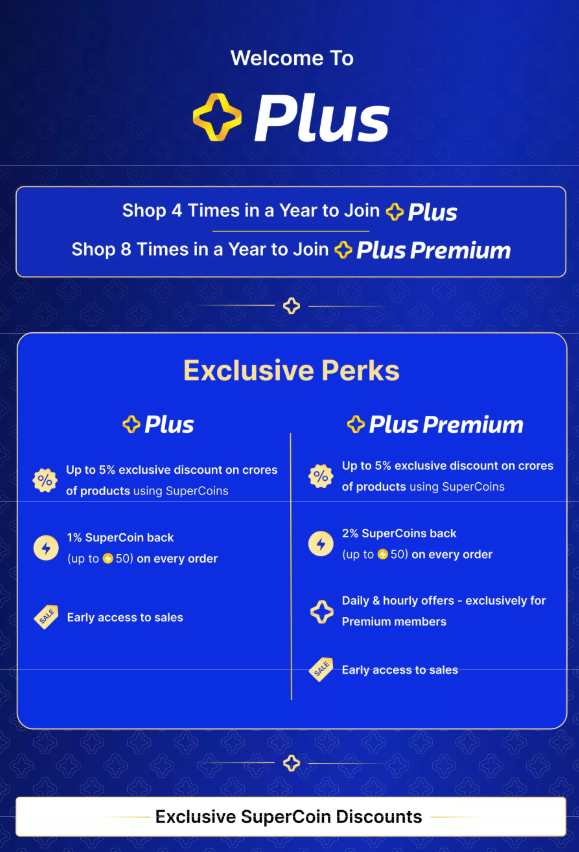 Welcome To
Plus
Shop 4 Times in a Year to Join Plus
Shop 8 Times in a Year to Join Plus Premium
Exclusive Perks
Plus
Up to 5% exclusive discount on crores
of products using SuperCoins
1% SuperCoin back
(up to 50) on every order
SALE
Early access to sales
Plus Premium
Up to 5% exclusive discount on crores
of products using SuperCoins
2% SuperCoins back
(up to 50) on every order
Daily & hourly offers - exclusively for
Premium members
SALE
Early access to sales
Exclusive SuperCoin Discounts